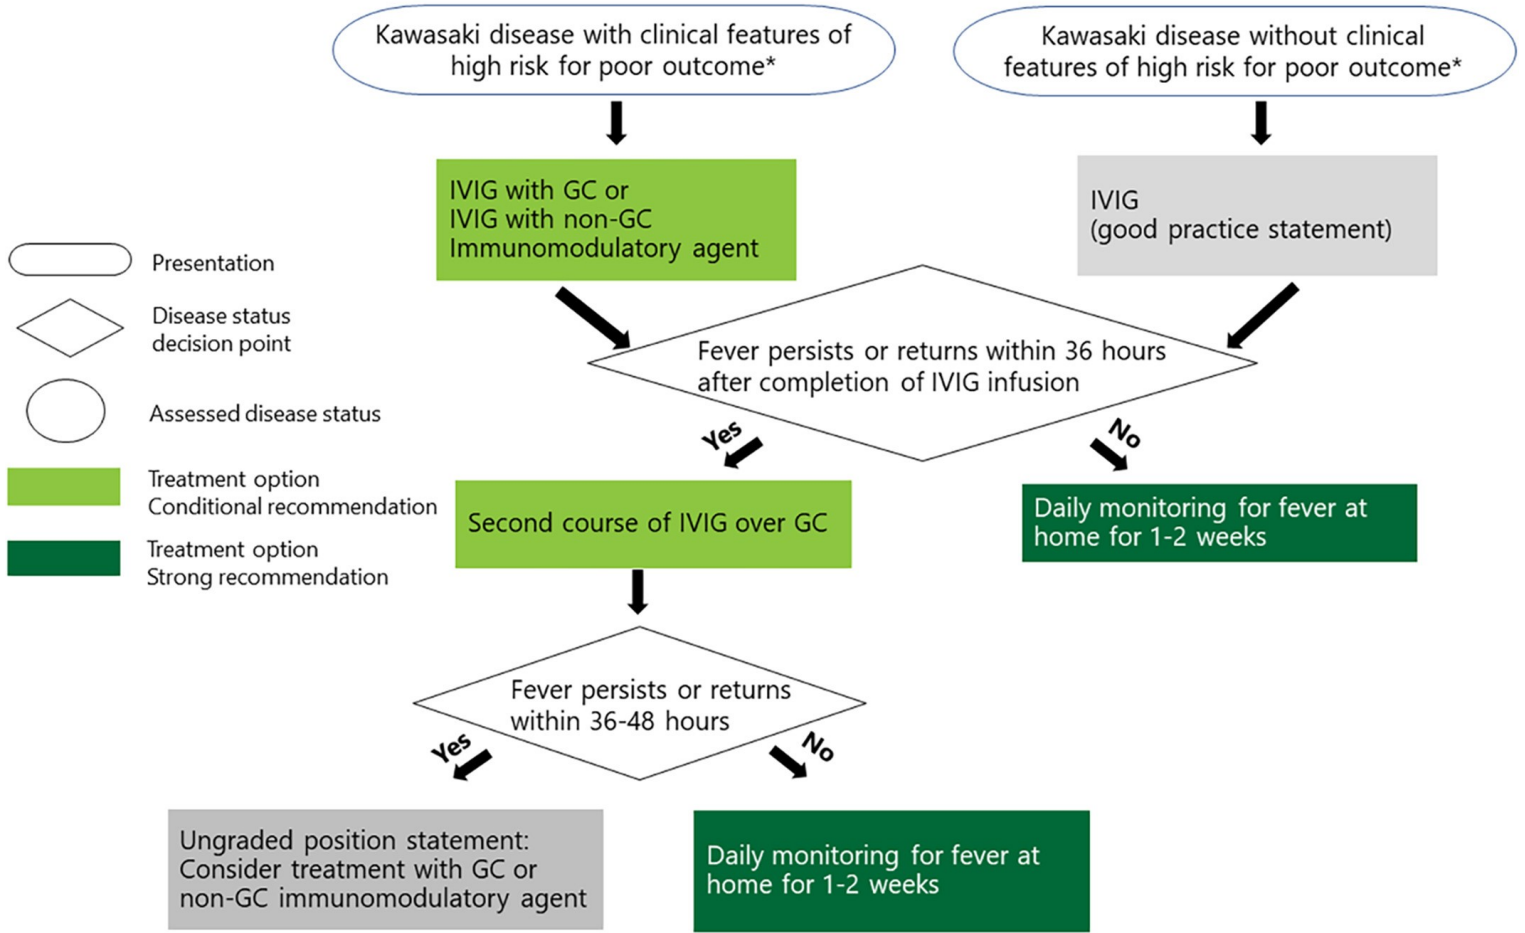 Kawasaki disease with clinical features of
high risk for poor outcome*
Kawasaki disease without clinical
features of high risk for poor outcome*
IVIG with GC or
IVIG with non-GC
Immunomodulatory agent
IVIG
(good practice statement)
Presentation
Disease status
decision point
Assessed disease status
Treatment option
Conditional recommendation
Treatment option
Strong recommendation
Fever persists or returns within 36 hours
after completion of IVIG infusion
Yes
No
Second course of IVIG over GC
Daily monitoring for fever at
home for 1-2 weeks
Fever persists or returns
within 36-48 hours
Yes
No
Ungraded position statement:
Consider treatment with GC or
non-GC immunomodulatory agent
Daily monitoring for fever at
home for 1-2 weeks